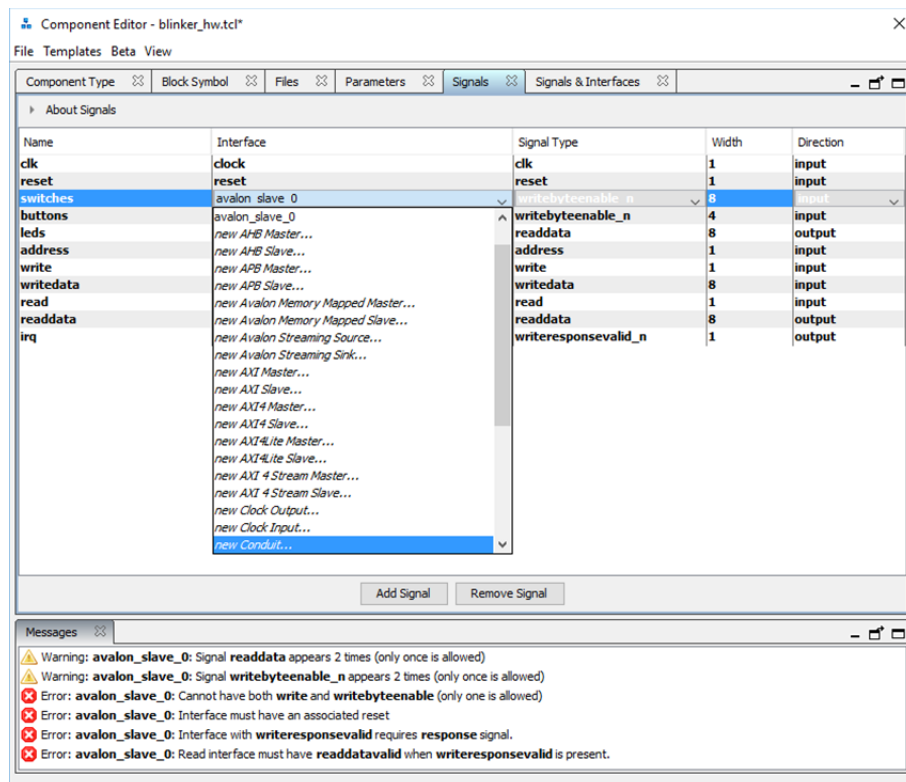 Component Editor - blinker_hw.tcl*
File Templates Beta View
Component Type Block Symbol Files Parameters Signals Signals & Interfaces
About Signals
Name Interface Signal Type Width Direction
clk clock clk 1 input
reset reset reset 1 input
switches avalon_slave_0 writebyteenable_n 8 input
buttons avalon_slave_0 writebyteenable_n 4 input
leds new AHB Master... readdata 8 output
address new AHB Slave... address 1 input
write new APB Master... write 1 input
writedata new APB Slave... writedata 8 input
read new Avalon Memory Mapped Master... read 1 input
readdata new Avalon Memory Mapped Slave... readdata 8 output
irq new Avalon Streaming Source... writeresponsevalid_n 1 output
new Avalon Streaming Sink...
new AXI Master...
new AXI Slave...
new AXI4 Master...
new AXI4 Slave...
new AXI4Lite Master...
new AXI4Lite Slave...
new AXI 4 Stream Master...
new AXI 4 Stream Slave...
new Clock Output...
new Clock Input...
new Conduit...
Add Signal Remove Signal
Messages
Warning: avalon_slave_0: Signal readdata appears 2 times (only once is allowed)
Warning: avalon_slave_0: Signal writebyteenable_n appears 2 times (only once is allowed)
Error: avalon_slave_0: Cannot have both write and writebyteenable (only one is allowed)
Error: avalon_slave_0: Interface must have an associated reset
Error: avalon_slave_0: Interface with writeresponsevalid requires response signal.
Error: avalon_slave_0: Read interface must have readdatavalid when writeresponsevalid is present.